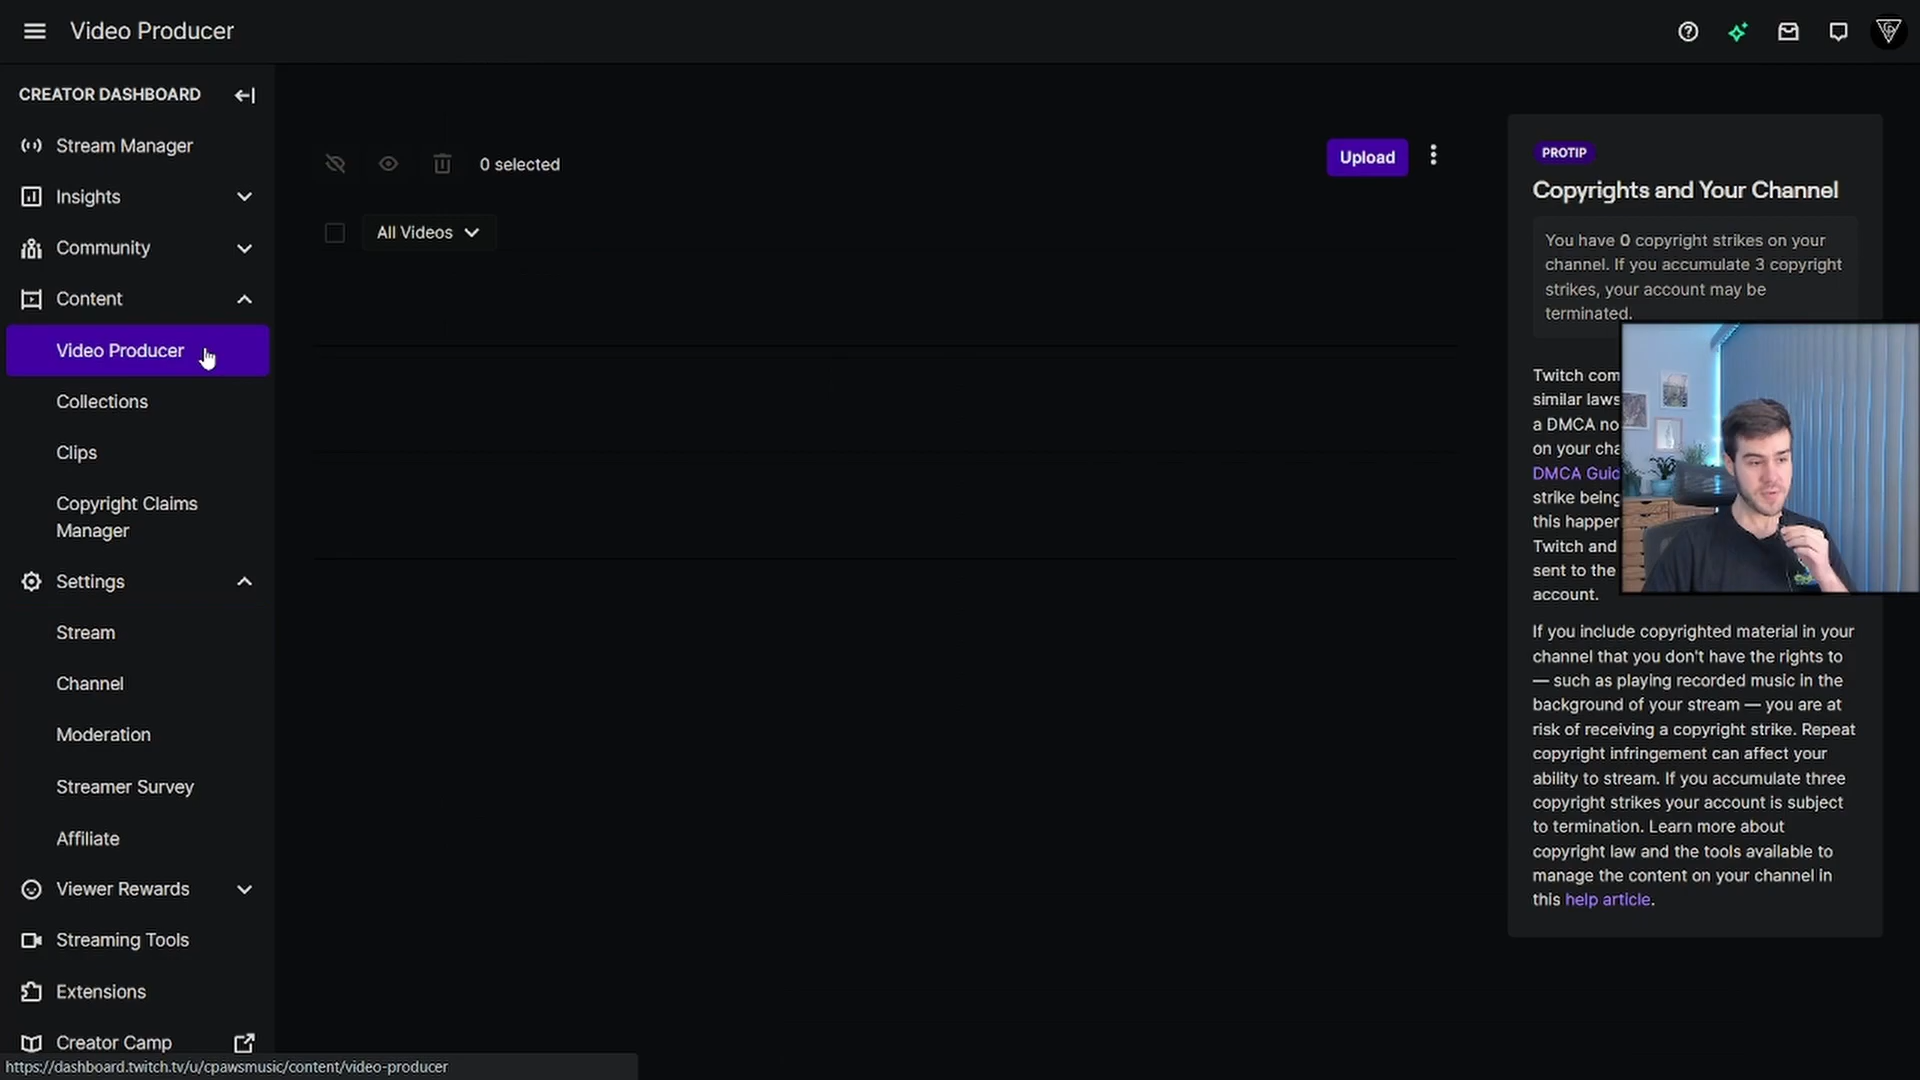 Video Producer
CREATOR DASHBOARD
Stream Manager
Insights
Community
Content
Video Producer
Collections
Clips
Copyright Claims
Manager
Settings
Stream
Channel
Moderation
Streamer Survey
Affiliate
Viewer Rewards
Streaming Tools
Extensions
Creator Camp
https://dashboard.twitch.tv/u/cpawsmusic/content/video-producer
0 selected
Upload
All Videos
PROTIP
Copyrights and Your Channel
You have 0 copyright strikes on your
channel. If you accumulate 3 copyright
strikes, your account may be
terminated.
Twitch com
similar laws
a DMCA no
on your cha
DMCA Guid
strike being
this happen
Twitch and
sent to the
account.
If you include copyrighted material in your
channel that you don't have the rights to
— such as playing recorded music in the
background of your stream — you are at
risk of receiving a copyright strike. Repeat
copyright infringement can affect your
ability to stream. If you accumulate three
copyright strikes your account is subject
to termination. Learn more about
copyright law and the tools available to
manage the content on your channel in
this help article.